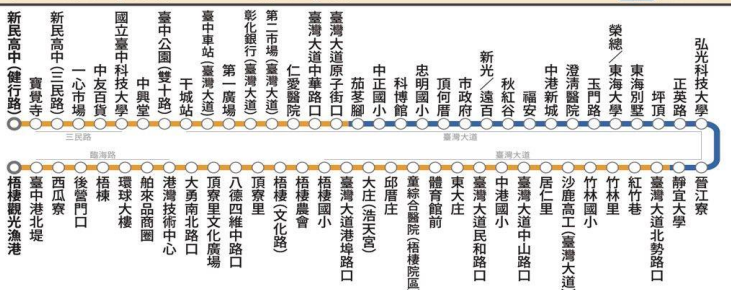 新民高中(健行路)
寶覺寺
新民高中(三民路)
一心市場
中友百貨
國立臺中科技大學
中興堂
臺中公園(雙十路)
干城站
臺中車站(臺灣大道)
第一廣場
彰化銀行(臺灣大道)
第二市場(臺灣大道)
仁愛醫院
臺灣大道中華路口
臺灣大道原子街口
茄苳腳
中正國小
科博館
忠明國小
頂何厝
市政府
新光/遠百
秋紅谷
福安
中港新城
澄清醫院
玉門路
榮總/東海大學
東海別墅
坪頂
正英路
弘光科技大學
三民路
臺灣大道
臨海路
臺灣大道
梧棲觀光漁港
臺中港北堤
西瓜寮
後營門口
梧棟
環球大樓
舶來品商圈
港灣技術中心
大勇南北路口
頂寮里文化廣場
八德四維中路口
頂寮里
梧棲(文化路)
梧棲農會
梧棲國小
臺灣大道港埠路口
大庄(浩天宮)
邱厝庄
童綜合醫院(梧棲院區)
體育館前
東大庄
臺灣大道民和路口
中港國小
臺灣大道中山路口
居仁里
沙鹿高工(臺灣大道)
竹林國小
竹林里
紅竹巷
臺灣大道北勢路口
靜宜大學
晉江寮